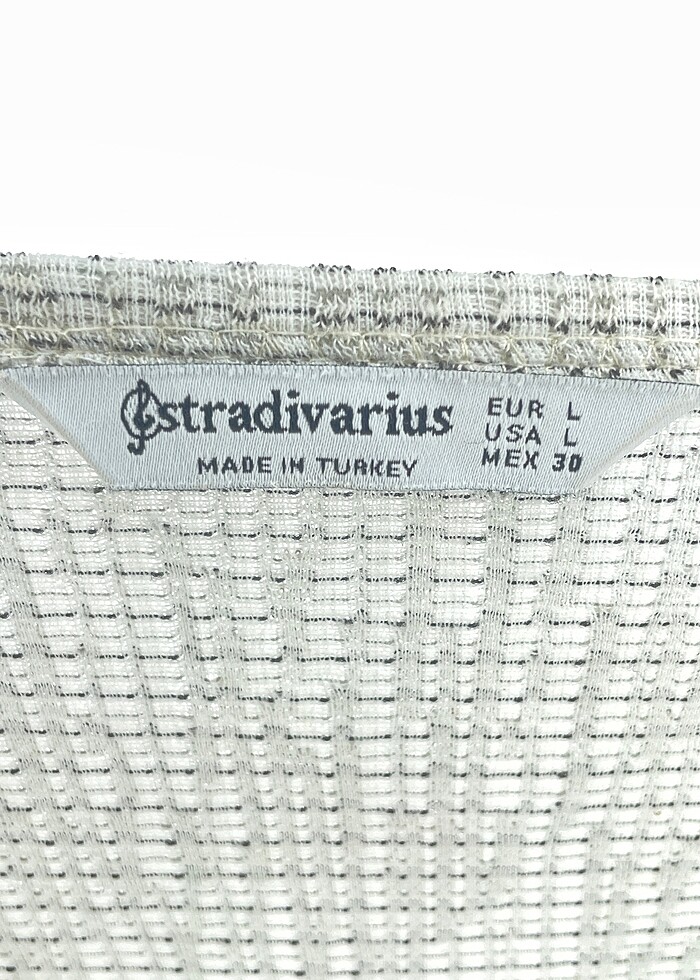 stradivarius
MADE IN TURKEY
EUR L
USA L
MEX 30